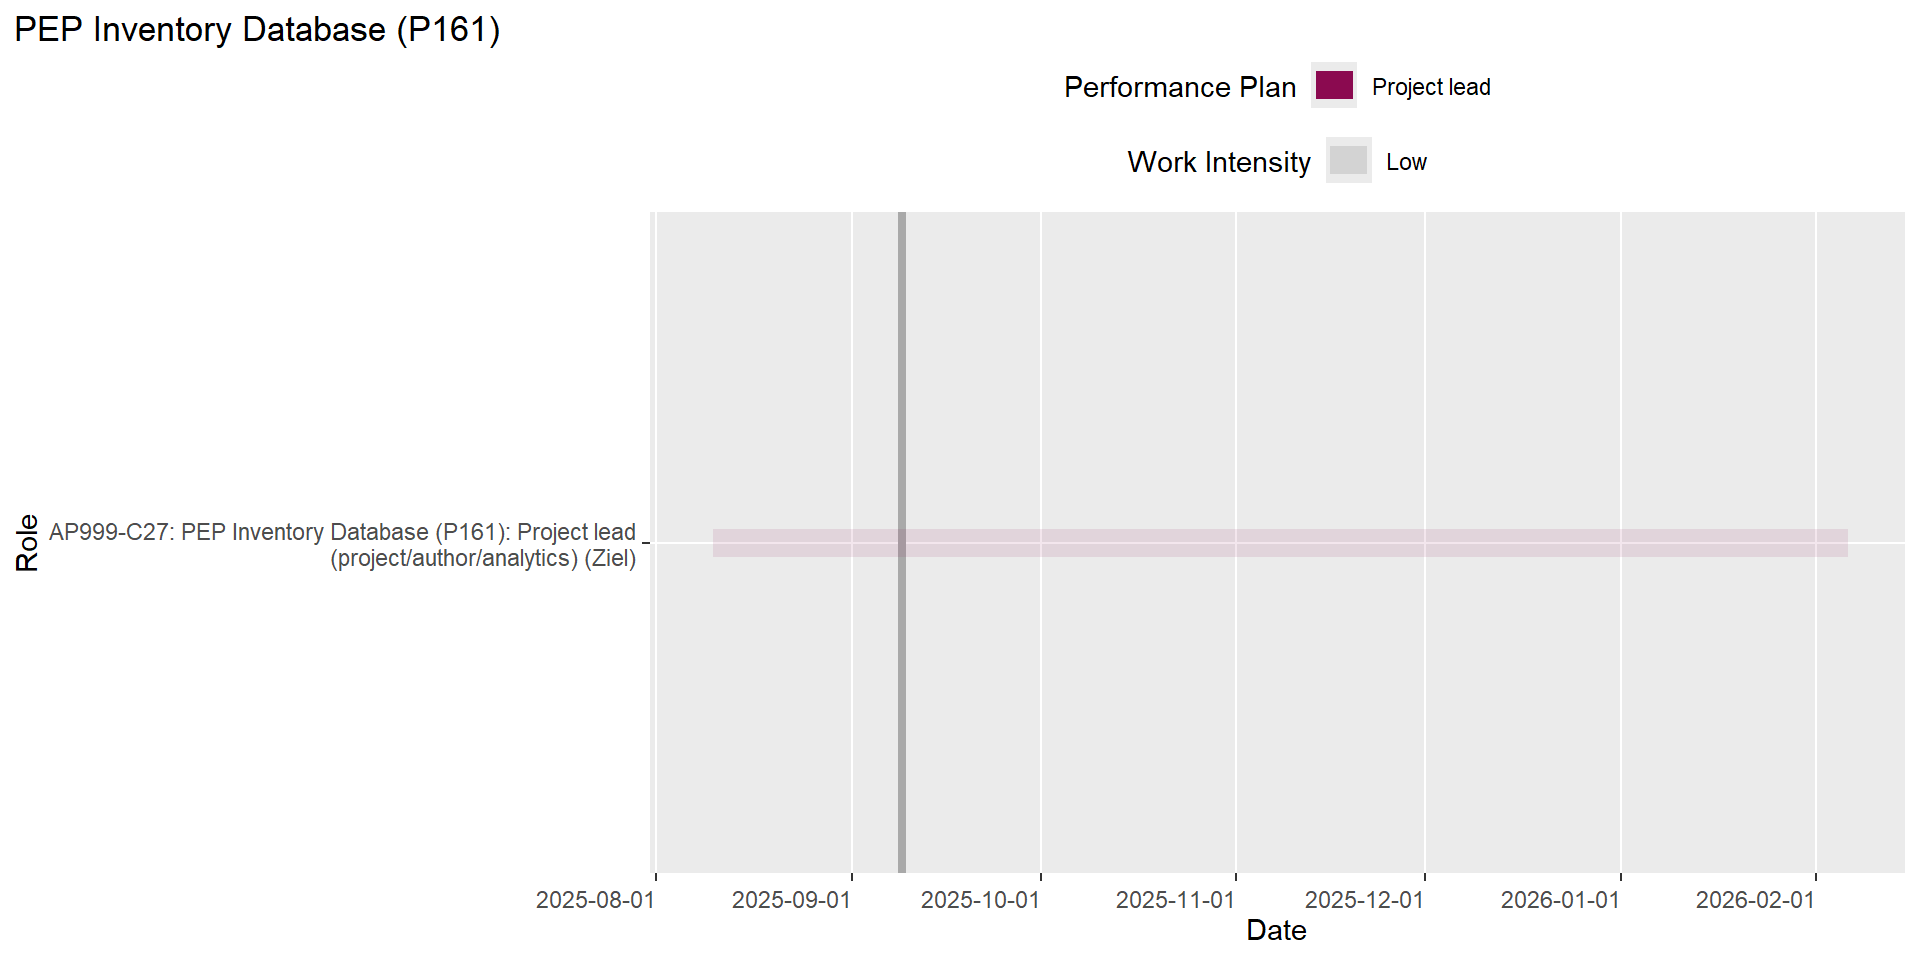 PEP Inventory Database (P161)
Performance Plan
Project lead
Work Intensity
Low
Role
AP999-C27: PEP Inventory Database (P161): Project lead
(project/author/analytics) (Ziel)
2025-08-01
2025-09-01
2025-10-01
2025-11-01
2025-12-01
2026-01-01
2026-02-01
Date